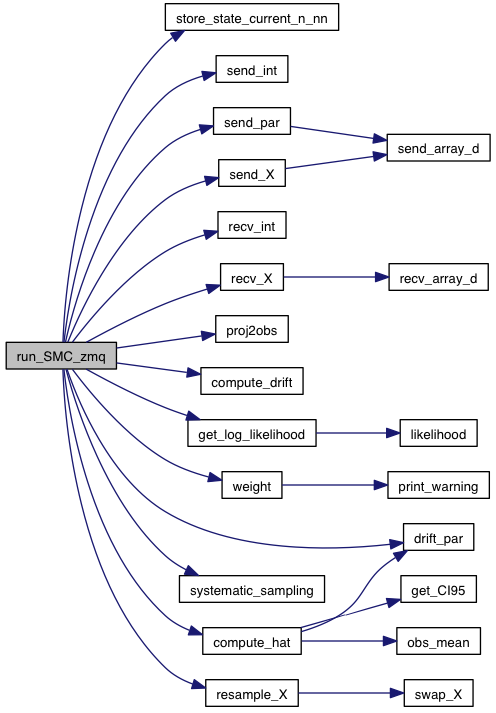 store_state_current_n_nn
send_int
send_par
send_array_d
send_X
recv_int
recv_X
recv_array_d
proj2obs
run_SMC_zmq
compute_drift
get_log_likelihood
likelihood
weight
print_warning
drift_par
systematic_sampling
get_CI95
compute_hat
obs_mean
resample_X
swap_X